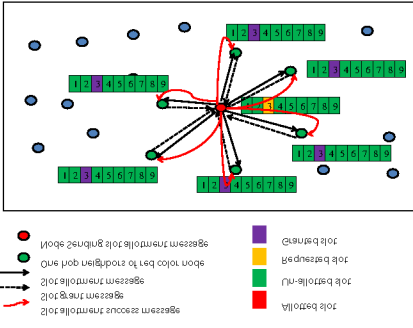 1 2 3 4 5 6 7 8 9
1 2 3 4 5 6 7 8 9
1 2 3 4 5 6 7 8 9
1 2 3 4 5 6 7 8 9
1 2 3 4 5 6 7 8 9
1 2 3 4 5 6 7 8 9
1 2 3 4 5 6 7 8 9
Node Sending slot allotment message
One hop neighbors of red color node
Slot allotment message
Slot grant message
Slot allotment success message
Granted slot
Requested slot
Un-allotted slot
Allotted slot